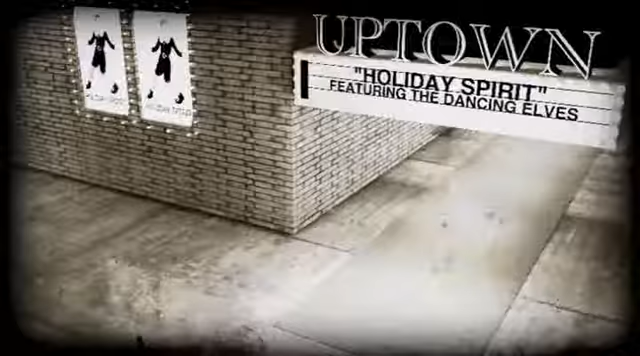 UPTOWN
"HOLIDAY SPIRIT"
FEATURING THE DANCING ELVES